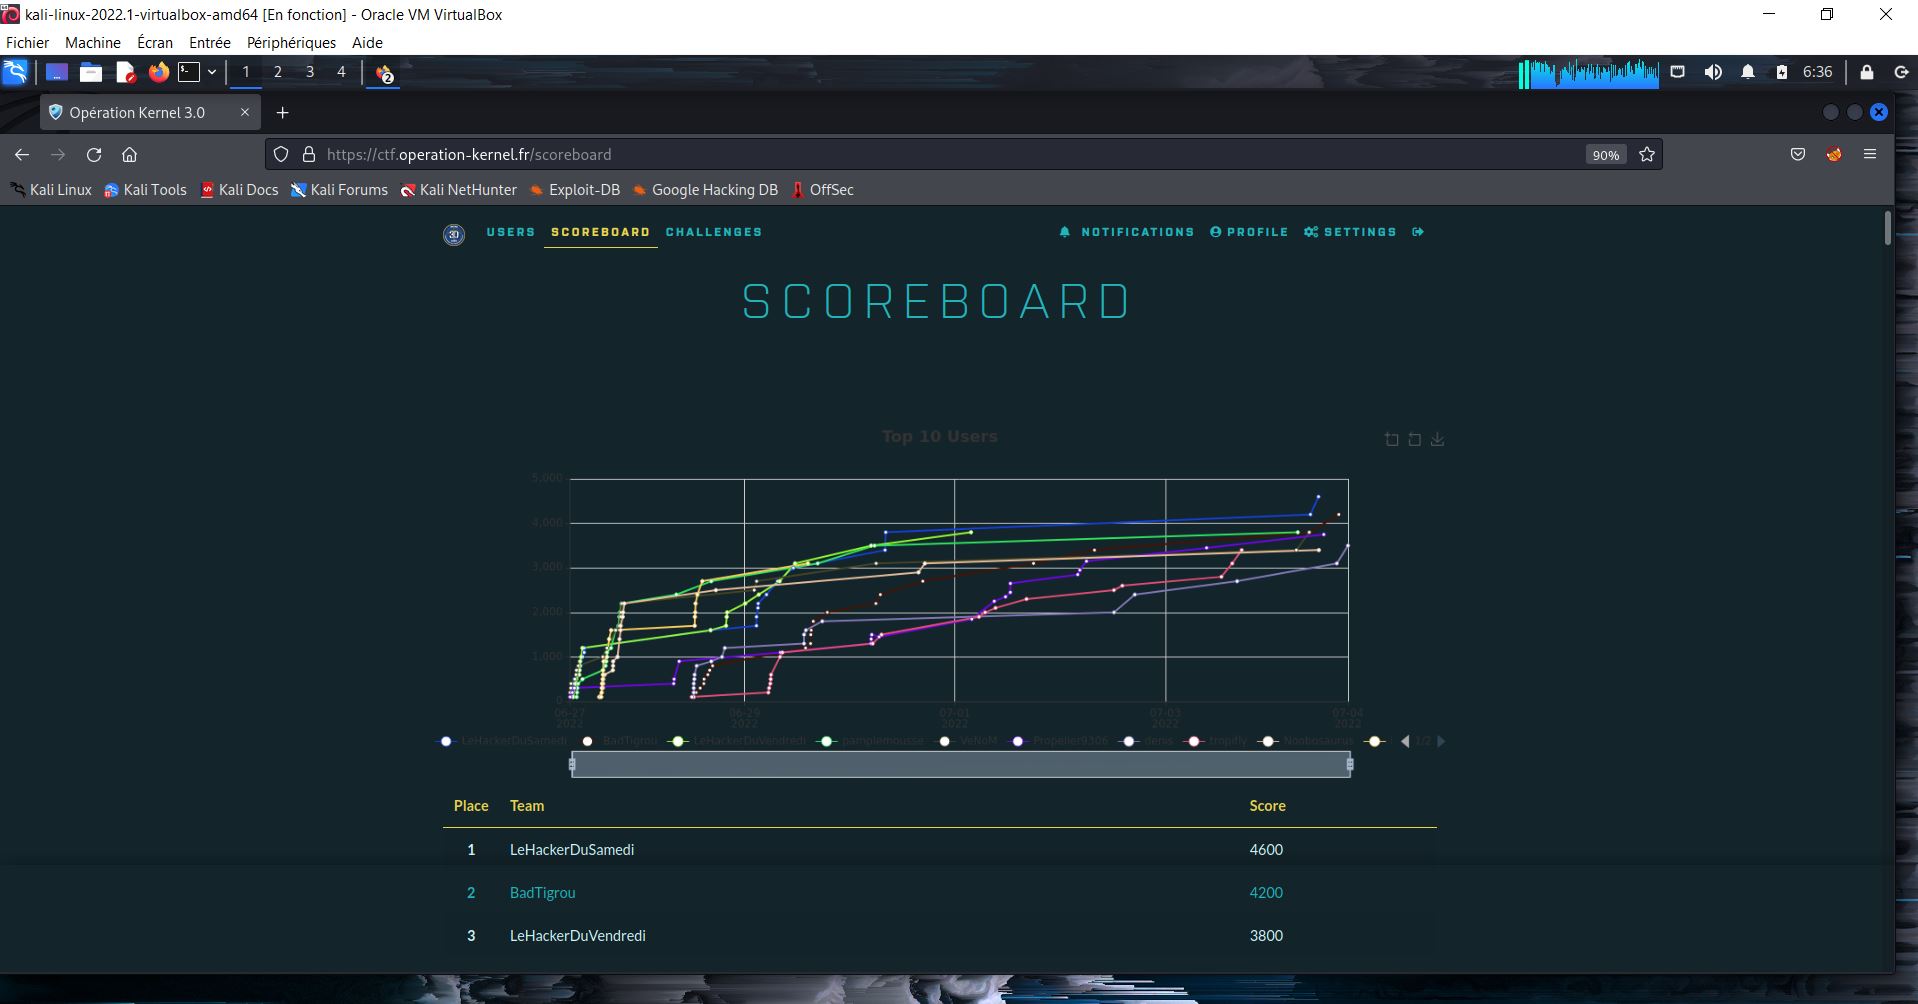 kali-linux-2022.1-virtualbox-amd64 [En fonction] - Oracle VM VirtualBox
Fichier Machine Écran Entrée Périphériques Aide
1 2 3 4 2 6:36
Opération Kernel 3.0
https://ctf.operation-kernel.fr/scoreboard 90%
Kali Linux Kali Tools Kali Docs Kali Forums Kali NetHunter Exploit-DB Google Hacking DB OffSec
USERS SCOREBOARD CHALLENGES NOTIFICATIONS PROFILE SETTINGS
SCOREBOARD
Top 10 Users
5,000
4,000
3,000
2,000
1,000
0
06-27 06-29 07-01 07-03 07-04
2022 2022 2022 2022 2022
LeHackerDuSamedi BadTigrou LeHackerDuVendredi pamplemousse VeNoM Propeller9306 denis tropifly Noobosaurus 1/2
Place Team Score
1 LeHackerDuSamedi 4600
2 BadTigrou 4200
3 LeHackerDuVendredi 3800